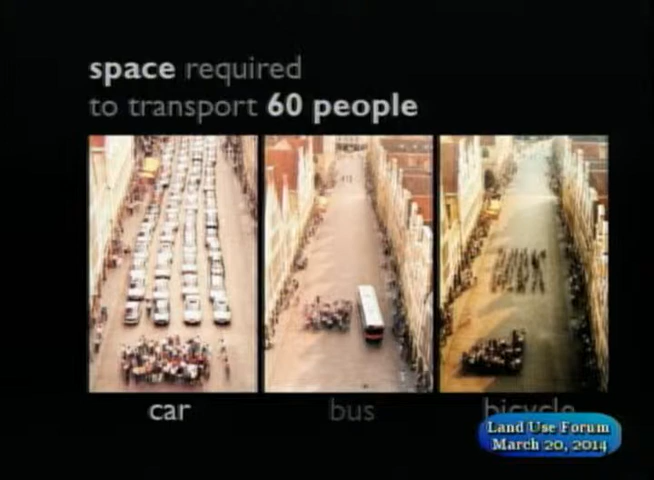 space required
to transport 60 people
car
bus
bicycle
Land Use Forum
March 20, 2014